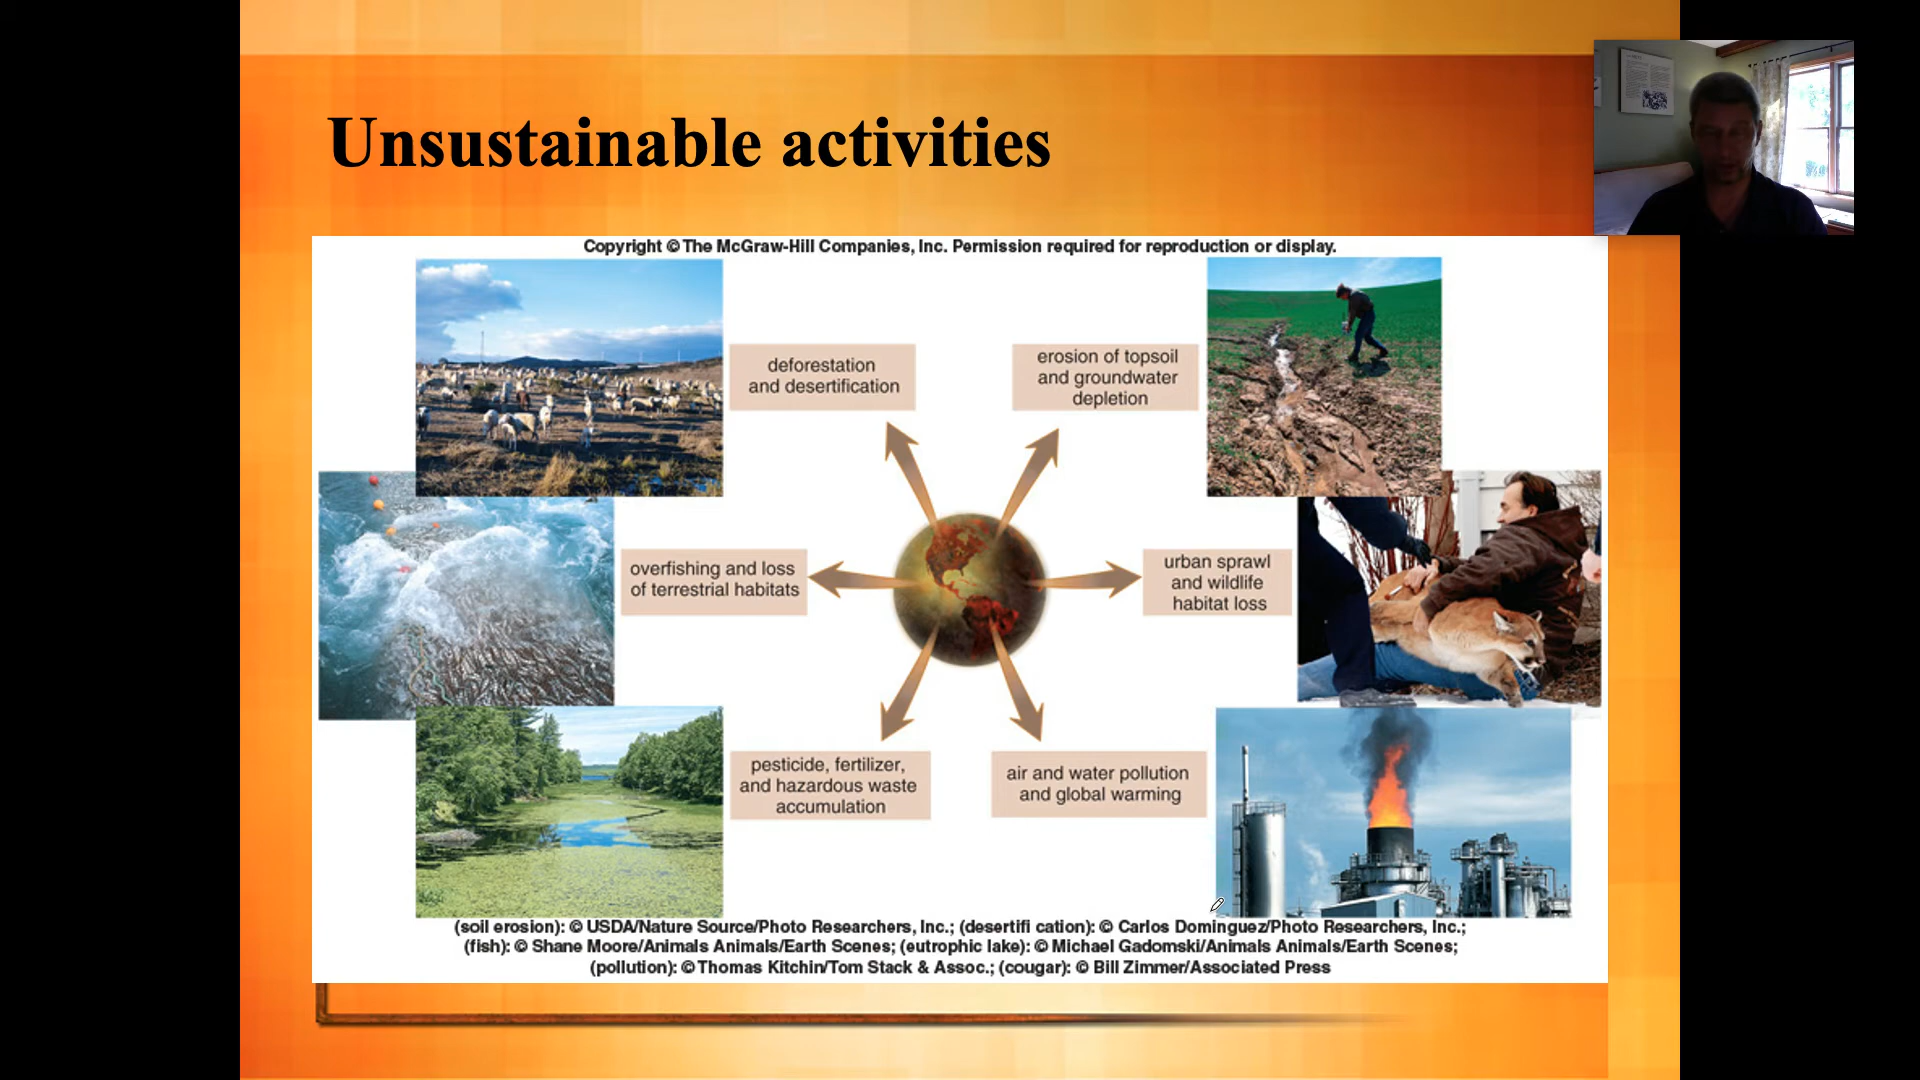 Unsustainable activities
Copyright © The McGraw-Hill Companies, Inc. Permission required for reproduction or display.
deforestation
and desertification
erosion of topsoil
and groundwater
depletion
overfishing and loss
of terrestrial habitats
urban sprawl
and wildlife
habitat loss
pesticide, fertilizer,
and hazardous waste
accumulation
air and water pollution
and global warming
(soil erosion): © USDA/Nature Source/Photo Researchers, Inc.; (desertifi cation): © Carlos Dominguez/Photo Researchers, Inc.;
(fish): © Shane Moore/Animals Animals/Earth Scenes; (eutrophic lake): © Michael Gadomski/Animals Animals/Earth Scenes;
(pollution): © Thomas Kitchin/Tom Stack & Assoc.; (cougar): © Bill Zimmer/Associated Press